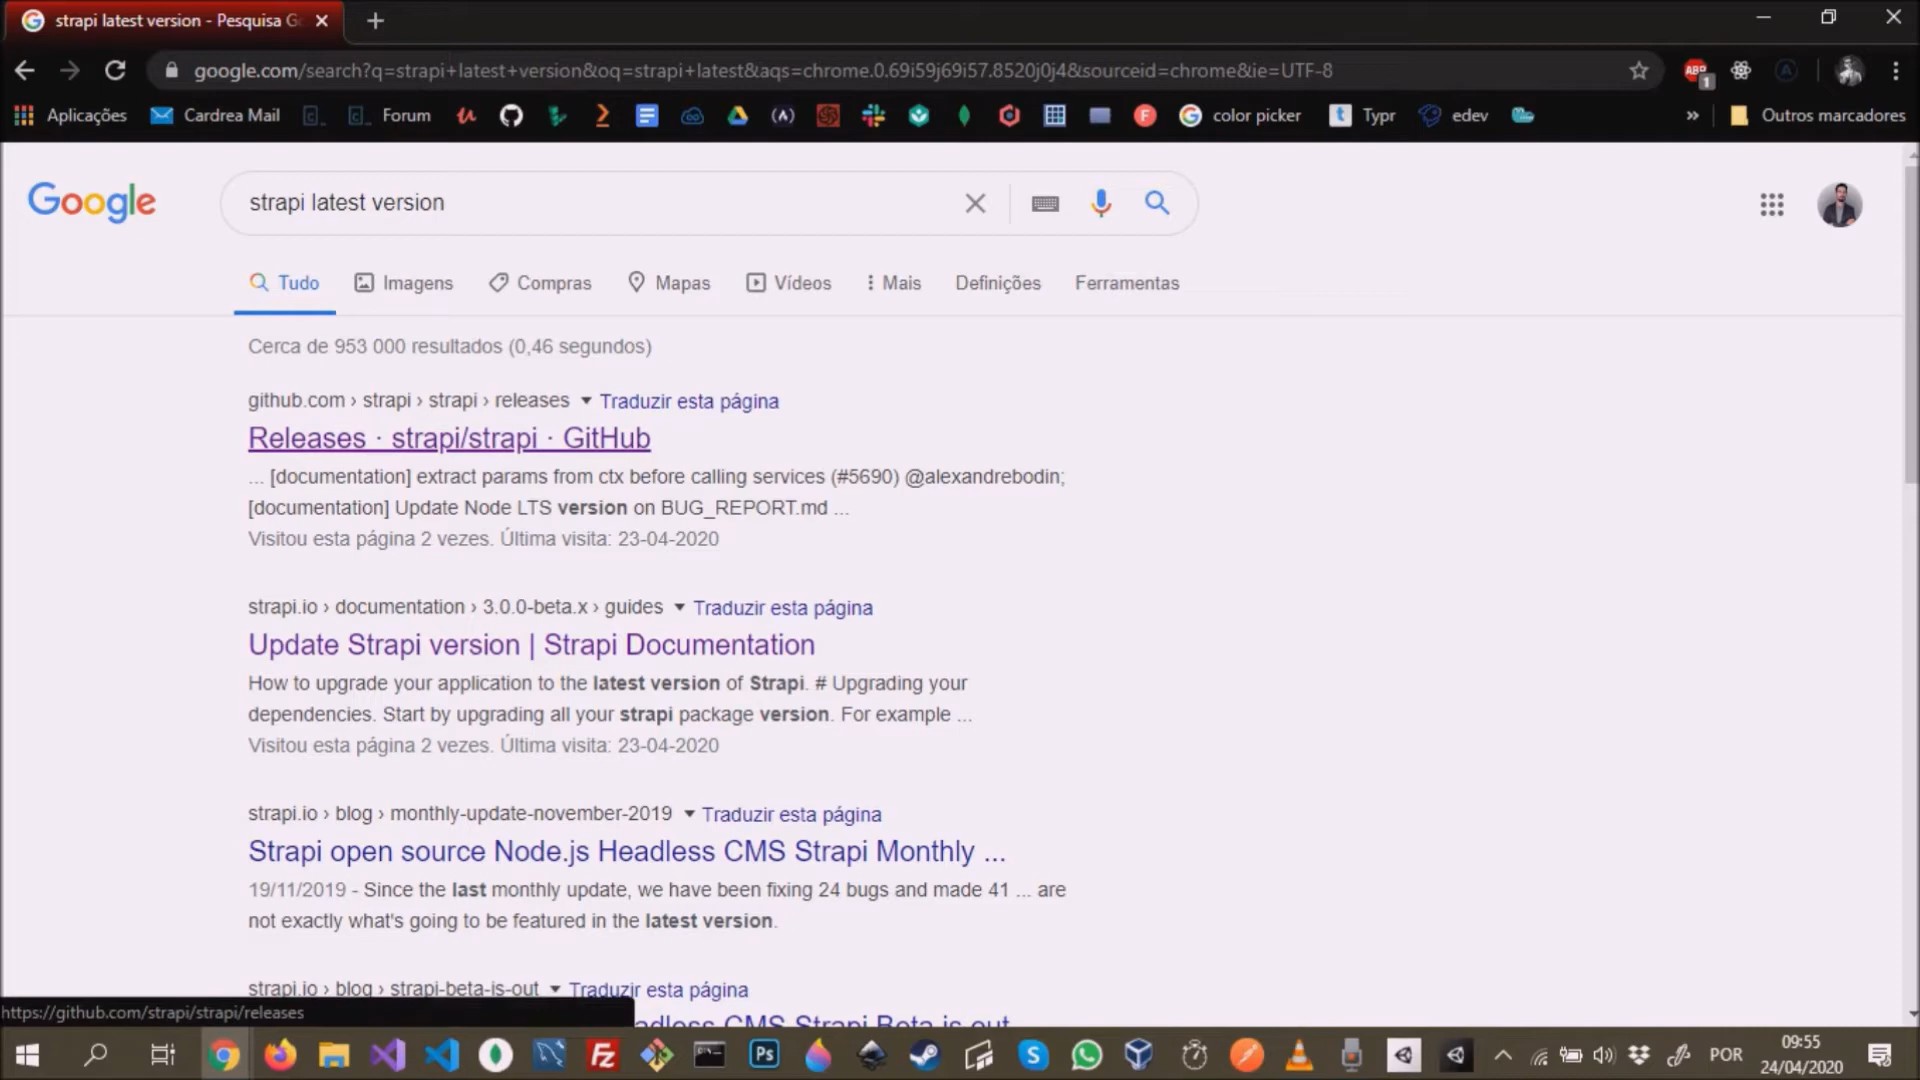 strapi latest version - Pesquisa G
google.com/search?q=strapi+latest+version&oq=strapi+latest&aqs=chrome.0.69i59j69i57.8520j0j4&sourceid=chrome&ie=UTF-8
ABP
1
Aplicações
Cardrea Mail
Forum
color picker
Typr
edev
»
Outros marcadores
Google
strapi latest version
Tudo
Imagens
Compras
Mapas
Vídeos
Mais
Definições
Ferramentas
Cerca de 953 000 resultados (0,46 segundos)
github.com › strapi › strapi › releases ▾ Traduzir esta página
Releases · strapi/strapi · GitHub
... [documentation] extract params from ctx before calling services (#5690) @alexandrebodin;
[documentation] Update Node LTS version on BUG_REPORT.md ...
Visitou esta página 2 vezes. Última visita: 23-04-2020
strapi.io › documentation › 3.0.0-beta.x › guides ▾ Traduzir esta página
Update Strapi version | Strapi Documentation
How to upgrade your application to the latest version of Strapi. # Upgrading your
dependencies. Start by upgrading all your strapi package version. For example ...
Visitou esta página 2 vezes. Última visita: 23-04-2020
strapi.io › blog › monthly-update-november-2019 ▾ Traduzir esta página
Strapi open source Node.js Headless CMS Strapi Monthly ...
19/11/2019 - Since the last monthly update, we have been fixing 24 bugs and made 41 ... are
not exactly what's going to be featured in the latest version.
strapi.io › blog › strapi-beta-is-out ▾ Traduzir esta página
https://github.com/strapi/strapi/releases
adless CMS Strapi Beta is out
Fz
Ps
POR
09:55
24/04/2020